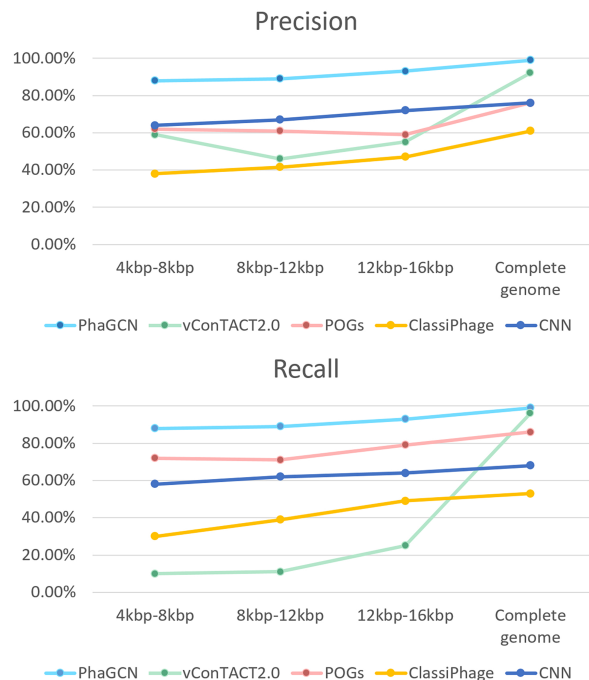 Precision
100.00%
80.00%
60.00%
40.00%
20.00%
0.00%
4kbp-8kbp 8kbp-12kbp 12kbp-16kbp Complete genome
PhaGCN vConTACT2.0 POGs ClassiPhage CNN
Recall
100.00%
80.00%
60.00%
40.00%
20.00%
0.00%
4kbp-8kbp 8kbp-12kbp 12kbp-16kbp Complete genome
PhaGCN vConTACT2.0 POGs ClassiPhage CNN